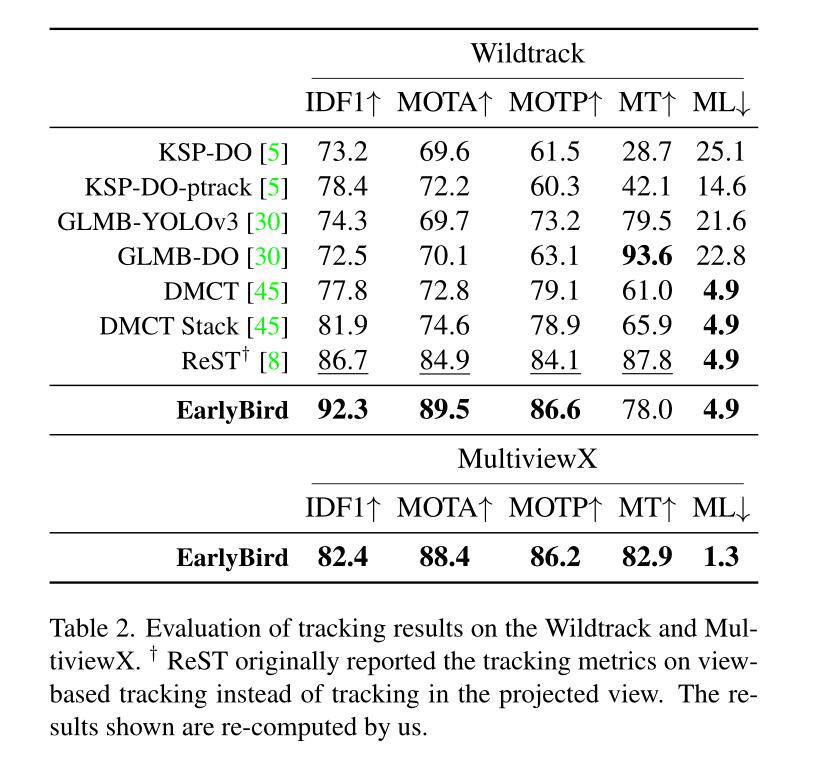 Wildtrack
IDF1↑ MOTA↑ MOTP↑ MT↑ ML↓
KSP-DO [5] 73.2 69.6 61.5 28.7 25.1
KSP-DO-ptrack [5] 78.4 72.2 60.3 42.1 14.6
GLMB-YOLOv3 [30] 74.3 69.7 73.2 79.5 21.6
GLMB-DO [30] 72.5 70.1 63.1 93.6 22.8
DMCT [45] 77.8 72.8 79.1 61.0 4.9
DMCT Stack [45] 81.9 74.6 78.9 65.9 4.9
ReST† [8] 86.7 84.9 84.1 87.8 4.9
EarlyBird 92.3 89.5 86.6 78.0 4.9
MultiviewX
IDF1↑ MOTA↑ MOTP↑ MT↑ ML↓
EarlyBird 82.4 88.4 86.2 82.9 1.3
Table 2. Evaluation of tracking results on the Wildtrack and Mul-
tiviewX. † ReST originally reported the tracking metrics on view-
based tracking instead of tracking in the projected view. The re-
sults shown are re-computed by us.